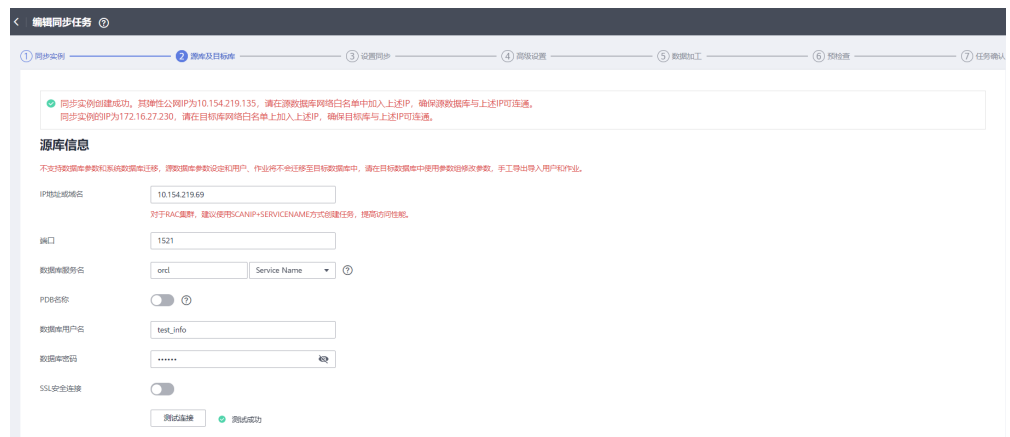 编辑同步任务
1 同步实例 2 源库及目标库 3 设置同步 4 高级设置 5 数据加工 6 预检查 7 任务确认
同步实例创建成功。其弹性公网IP为10.154.219.135，请在源数据库网络白名单中加入上述IP，确保源数据库与上述IP可连通。
同步实例的IP为172.16.27.230，请在目标库网络白名单上加入上述IP，确保目标库与上述IP可连通。
源库信息
不支持数据库参数和系统数据库迁移，源数据库参数设定和用户、作业将不会迁移至目标数据库中，请在目标数据库中使用参数组修改参数，手工导出导入用户和作业。
IP地址或域名 10.154.219.69
对于RAC集群，建议使用SCANIP+SERVICENAME方式创建任务，提高访问性能。
端口 1521
数据库服务名 orcl Service Name
PDB名称
数据库用户名 test_info
数据库密码 ······
SSL安全连接
测试连接 测试成功